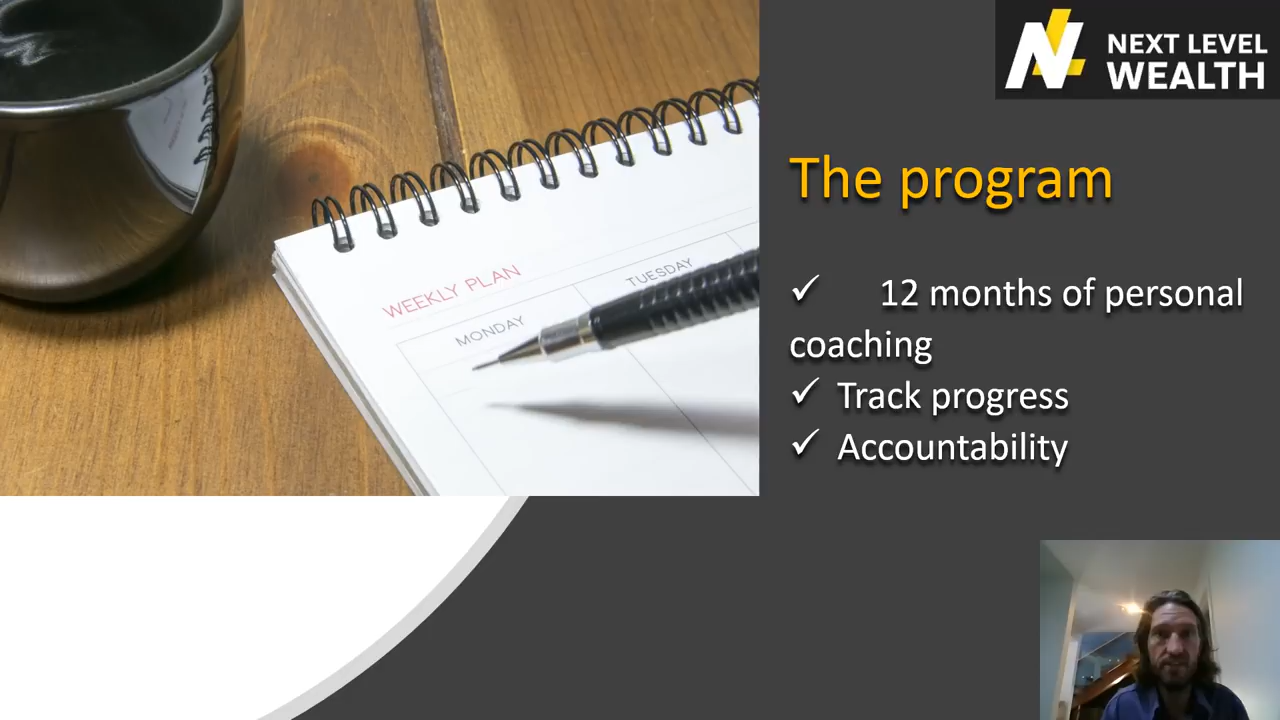 NEXT LEVEL
WEALTH
The program
✓ 12 months of personal
coaching
✓ Track progress
✓ Accountability
WEEKLY PLAN
MONDAY
TUESDAY